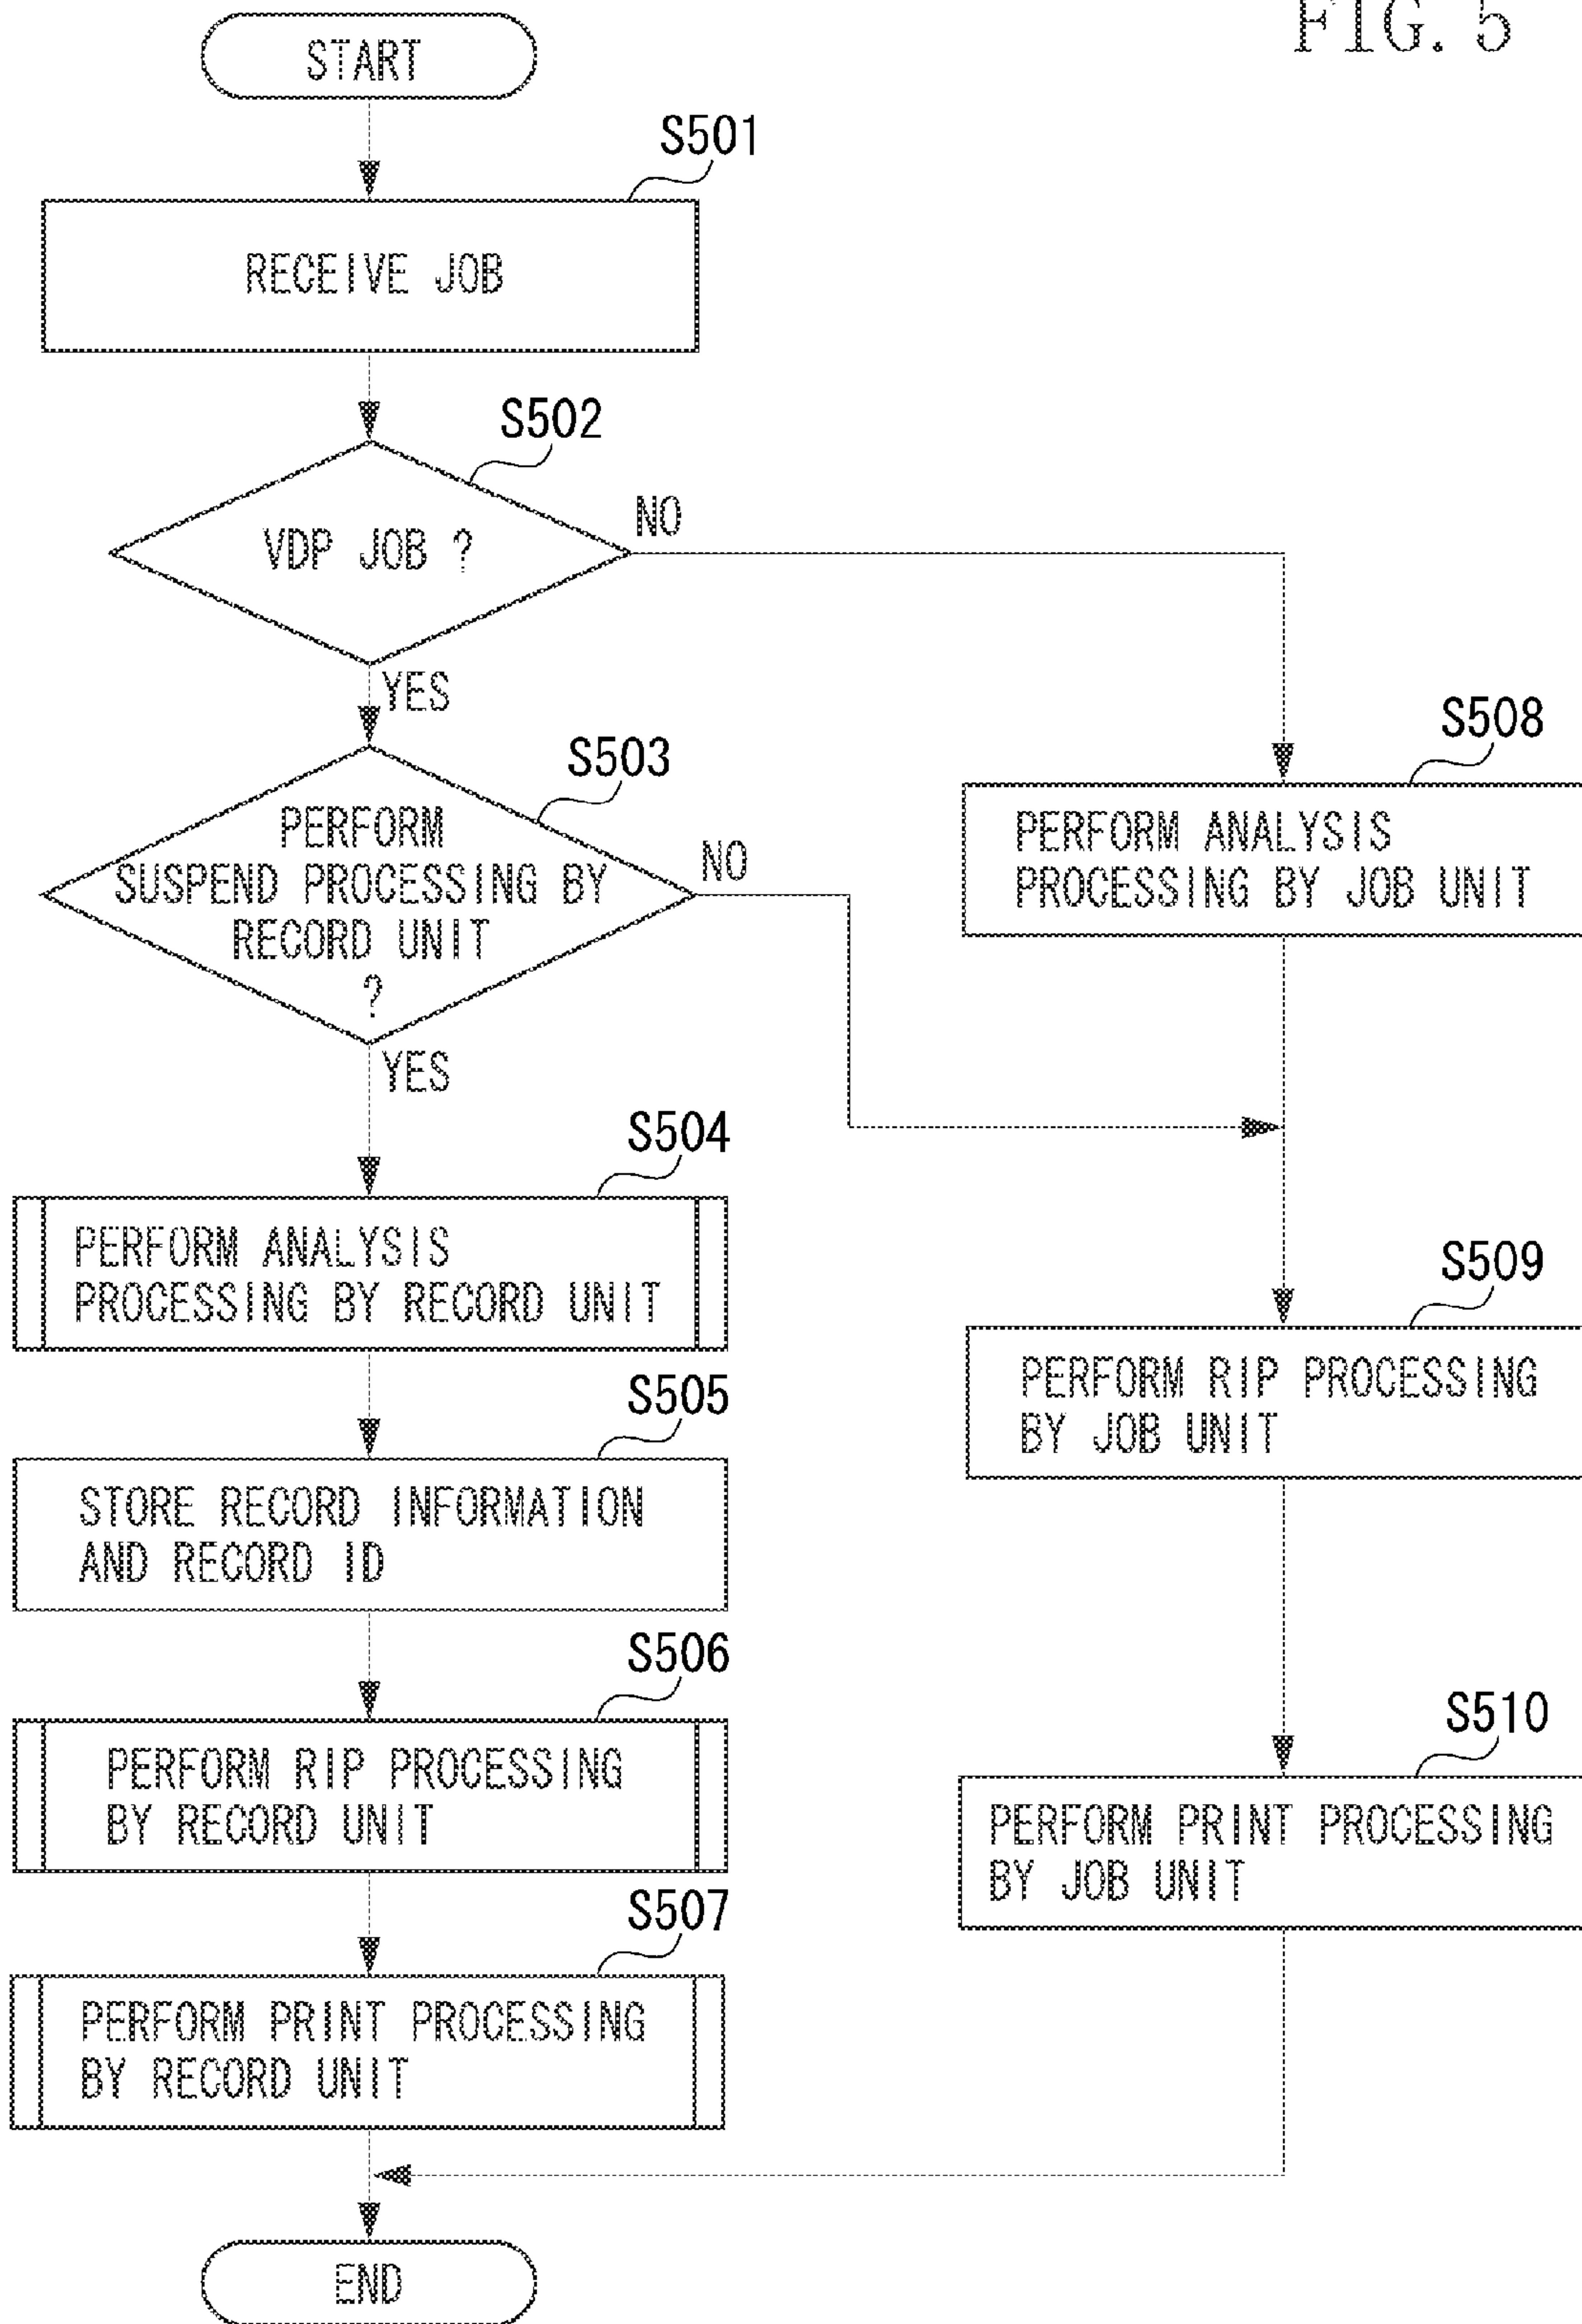 FIG. 5
START
S501
RECEIVE JOB
S502
VDP JOB ?
NO
YES
S503
PERFORM
SUSPEND PROCESSING BY
RECORD UNIT
?
NO
YES
S508
PERFORM ANALYSIS
PROCESSING BY JOB UNIT
S504
PERFORM ANALYSIS
PROCESSING BY RECORD UNIT
S509
PERFORM RIP PROCESSING
BY JOB UNIT
S505
STORE RECORD INFORMATION
AND RECORD ID
S506
PERFORM RIP PROCESSING
BY RECORD UNIT
S510
PERFORM PRINT PROCESSING
BY JOB UNIT
S507
PERFORM PRINT PROCESSING
BY RECORD UNIT
END